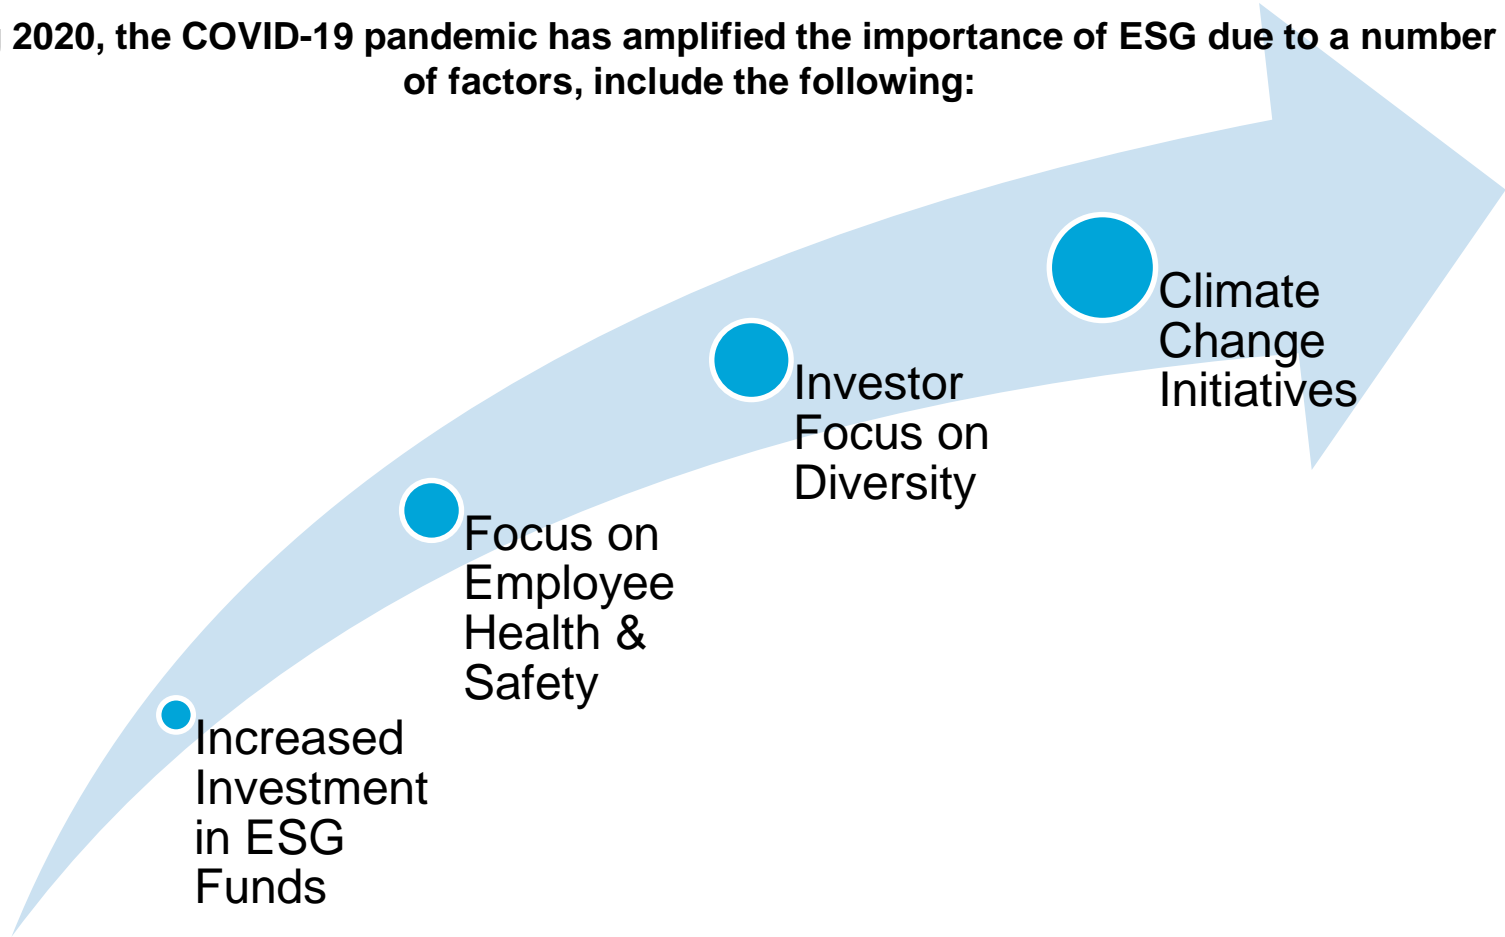 2020, the COVID-19 pandemic has amplified the importance of ESG due to a number
of factors, include the following:
Climate
Change
Initiatives
Investor
Focus on
Diversity
Focus on
Employee
Health &
Safety
Increased
Investment
in ESG
Funds